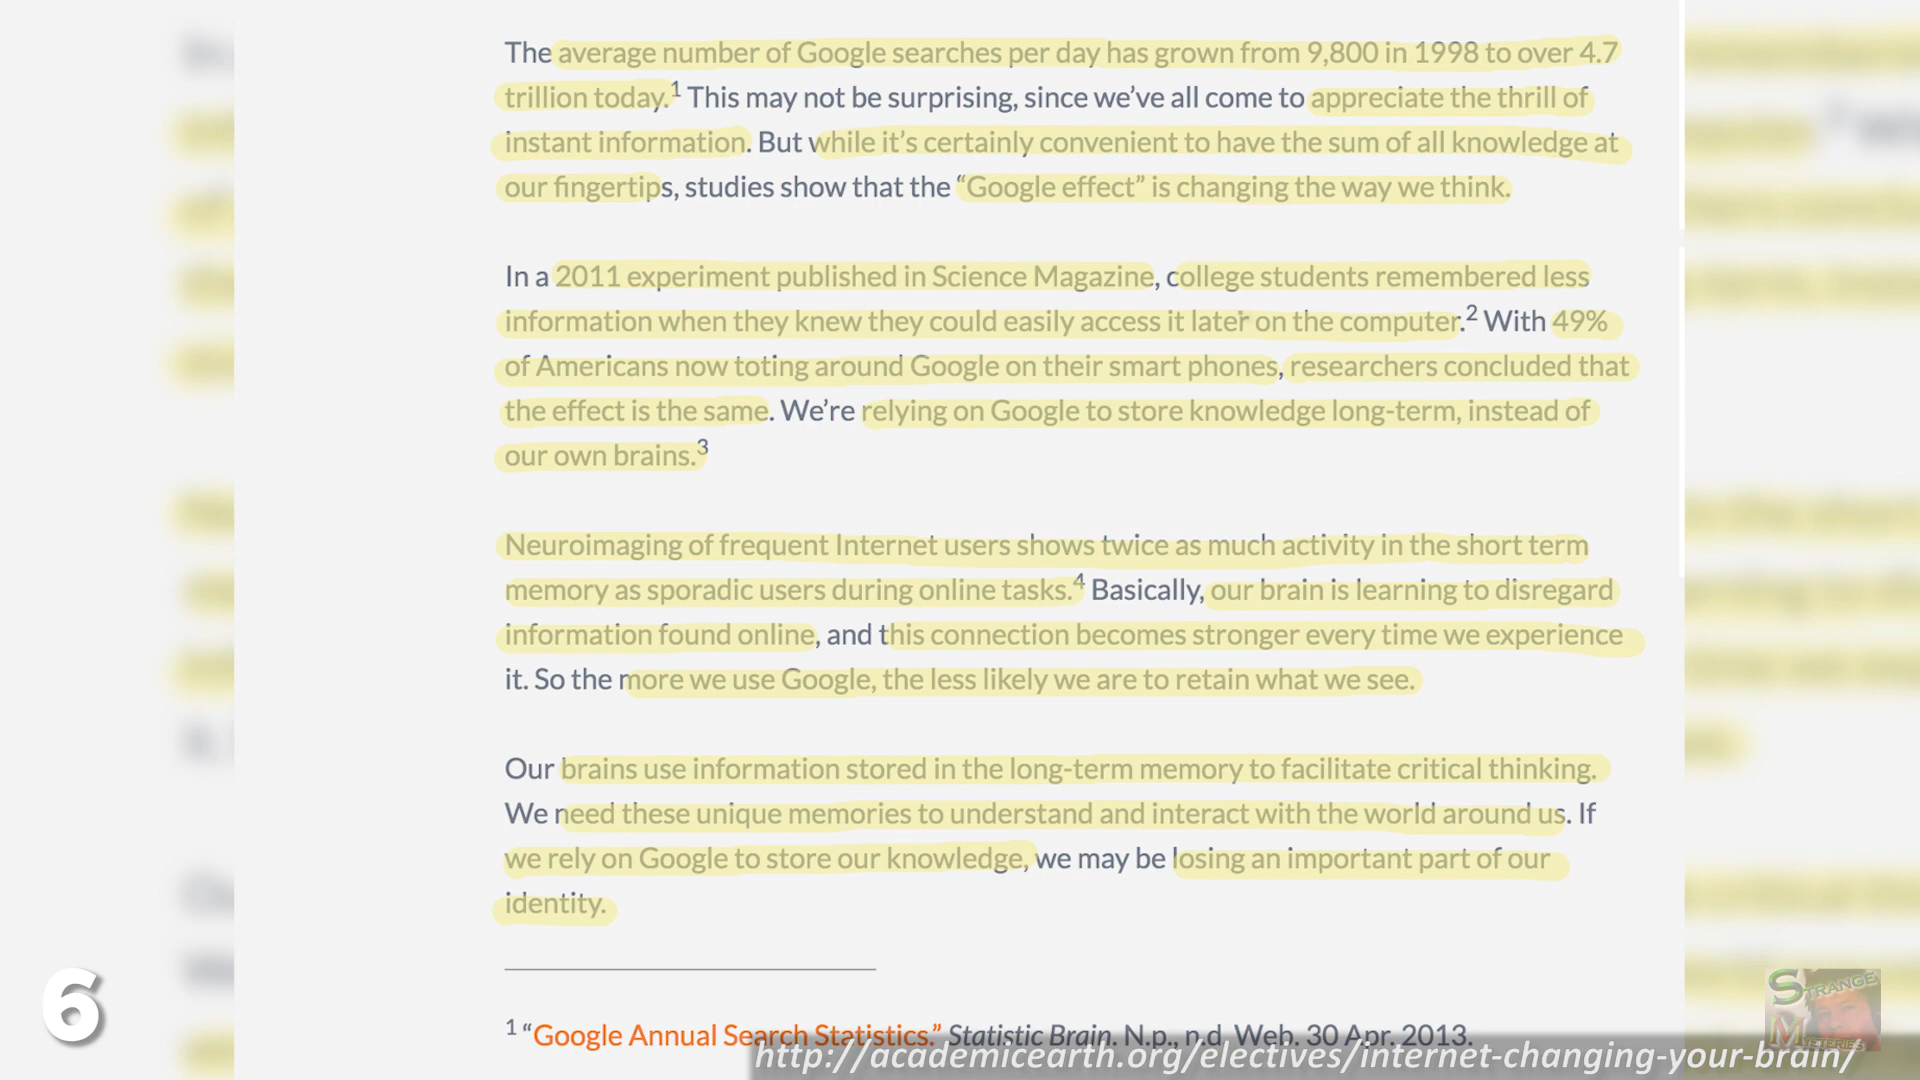 The average number of Google searches per day has grown from 9,800 in 1998 to over 4.7
trillion today.1 This may not be surprising, since we've all come to appreciate the thrill of
instant information. But while it's certainly convenient to have the sum of all knowledge at
our fingertips, studies show that the “Google effect” is changing the way we think.
In a 2011 experiment published in Science Magazine, college students remembered less
information when they knew they could easily access it later on the computer.2 With 49%
of Americans now toting around Google on their smart phones, researchers concluded that
the effect is the same. We're relying on Google to store knowledge long-term, instead of
our own brains.3
Neuroimaging of frequent Internet users shows twice as much activity in the short term
memory as sporadic users during online tasks.4 Basically, our brain is learning to disregard
information found online, and this connection becomes stronger every time we experience
it. So the more we use Google, the less likely we are to retain what we see.
Our brains use information stored in the long-term memory to facilitate critical thinking.
We need these unique memories to understand and interact with the world around us. If
we rely on Google to store our knowledge, we may be losing an important part of our
identity.
6
STRANGE
MYSTERIES
1 “Google Annual Search Statistics.” Statistic Brain. N.p., n.d. Web. 30 Apr. 2013.
http://academicearth.org/electives/internet-changing-your-brain/